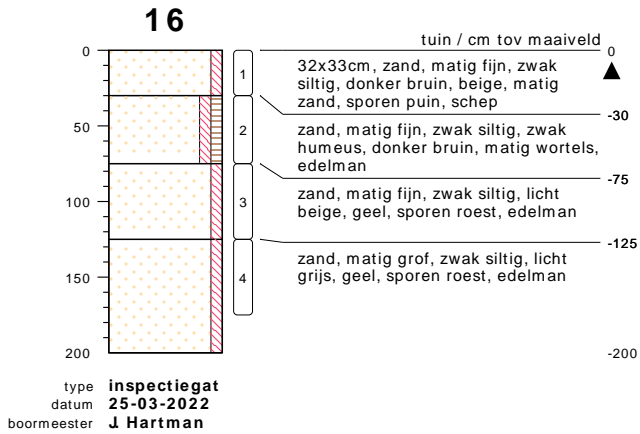 16
tuin / cm tov maaiveld
0
0
1
32x33cm, zand, matig fijn, zwak
siltig, donker bruin, beige, matig
zand, sporen puin, schep
-30
50
2
zand, matig fijn, zwak siltig, zwak
humeus, donker bruin, matig wortels,
edelman
-75
100
3
zand, matig fijn, zwak siltig, licht
beige, geel, sporen roest, edelman
-125
150
4
zand, matig grof, zwak siltig, licht
grijs, geel, sporen roest, edelman
200
-200
type inspectiegat
datum 25-03-2022
boormeester J. Hartman